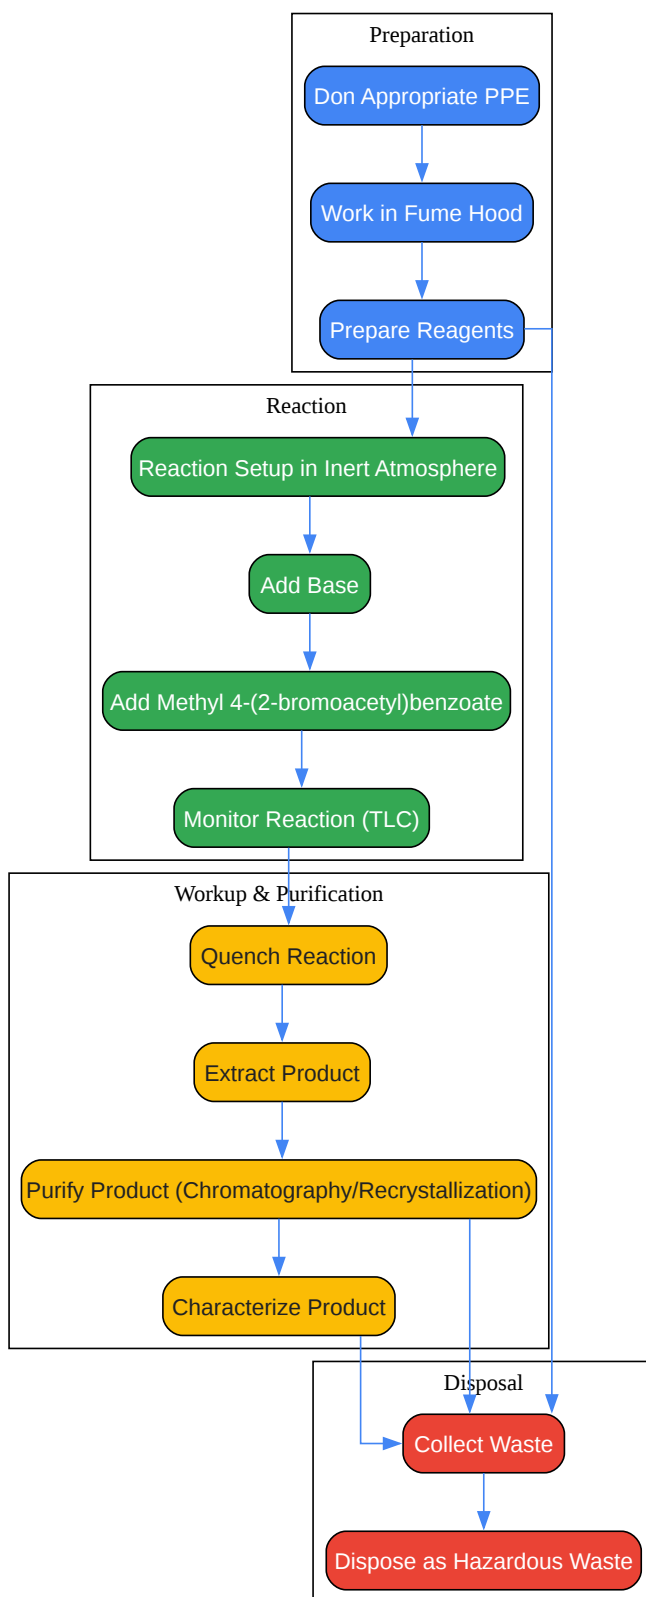 Preparation
Don Appropriate PPE
Work in Fume Hood
Prepare Reagents
Reaction
Reaction Setup in Inert Atmosphere
Add Base
Add Methyl 4-(2-bromoacetyl)benzoate
Monitor Reaction (TLC)
Workup & Purification
Quench Reaction
Extract Product
Purify Product (Chromatography/Recrystallization)
Characterize Product
Disposal
Collect Waste
Dispose as Hazardous Waste